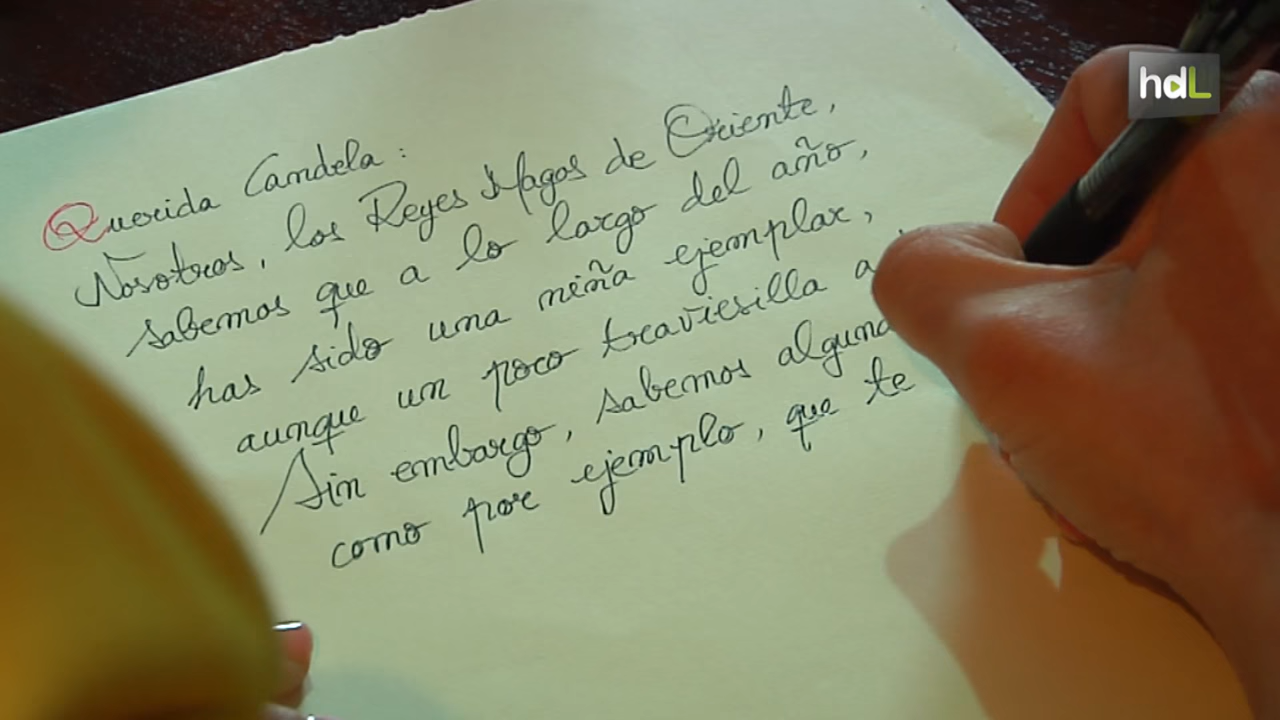 hdL
Querida Candela:
Nosotros, los Reyes Magos de Oriente,
sabemos que a lo largo del año,
has sido una niña ejemplar,
aunque un poco traviesilla a
Sin embargo, sabemos alguna
como por ejemplo, que te